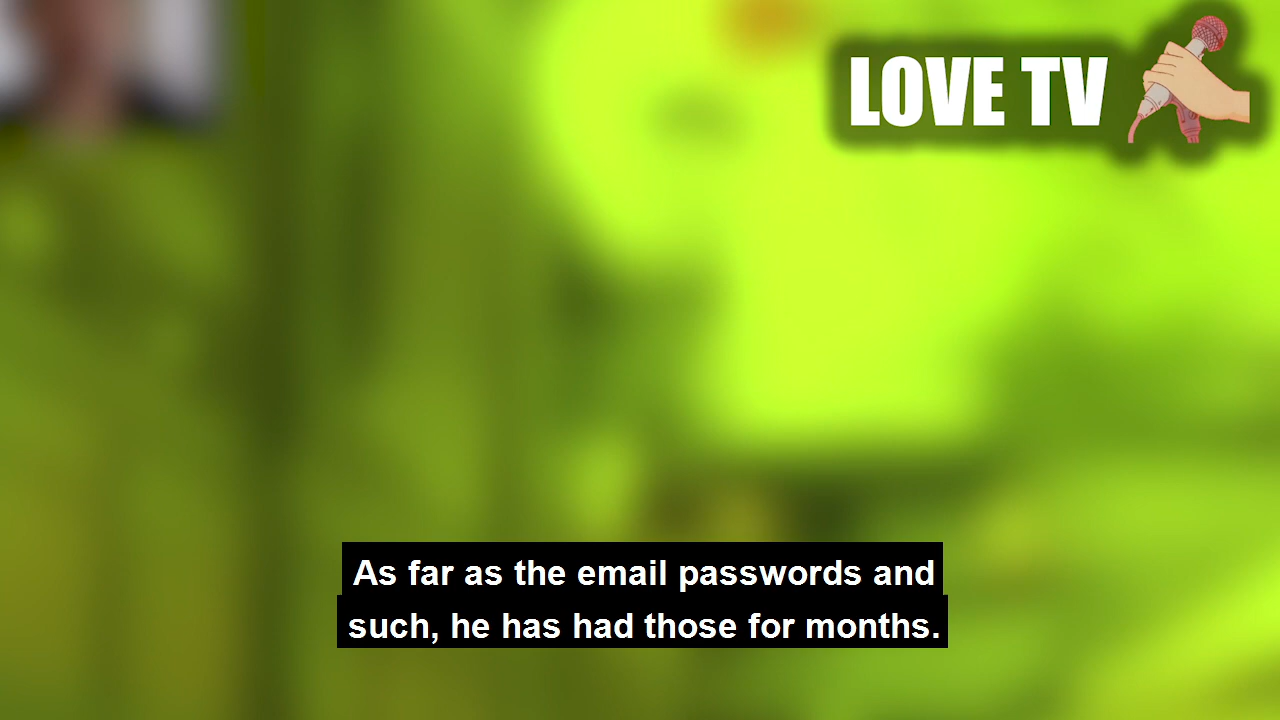 LOVE TV
As far as the email passwords and
such, he has had those for months.